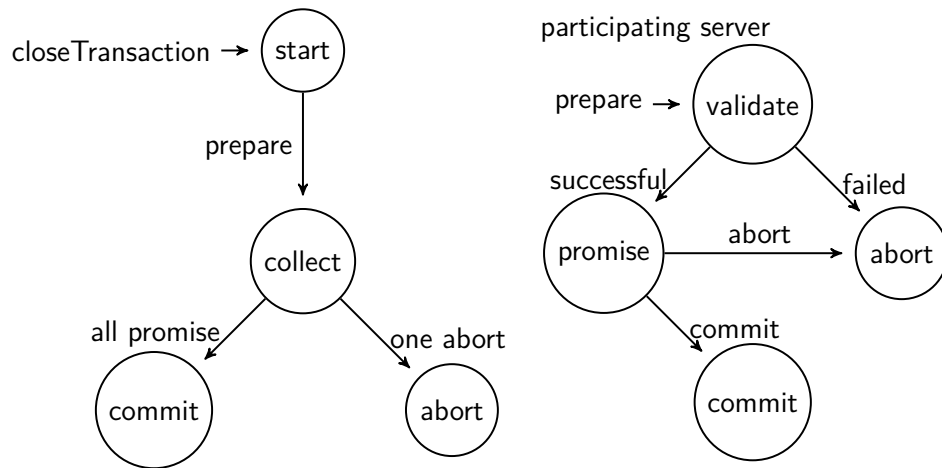 closeTransaction
start
prepare
collect
all promise
one abort
commit
abort
participating server
prepare
validate
successful
failed
promise
abort
abort
commit
commit